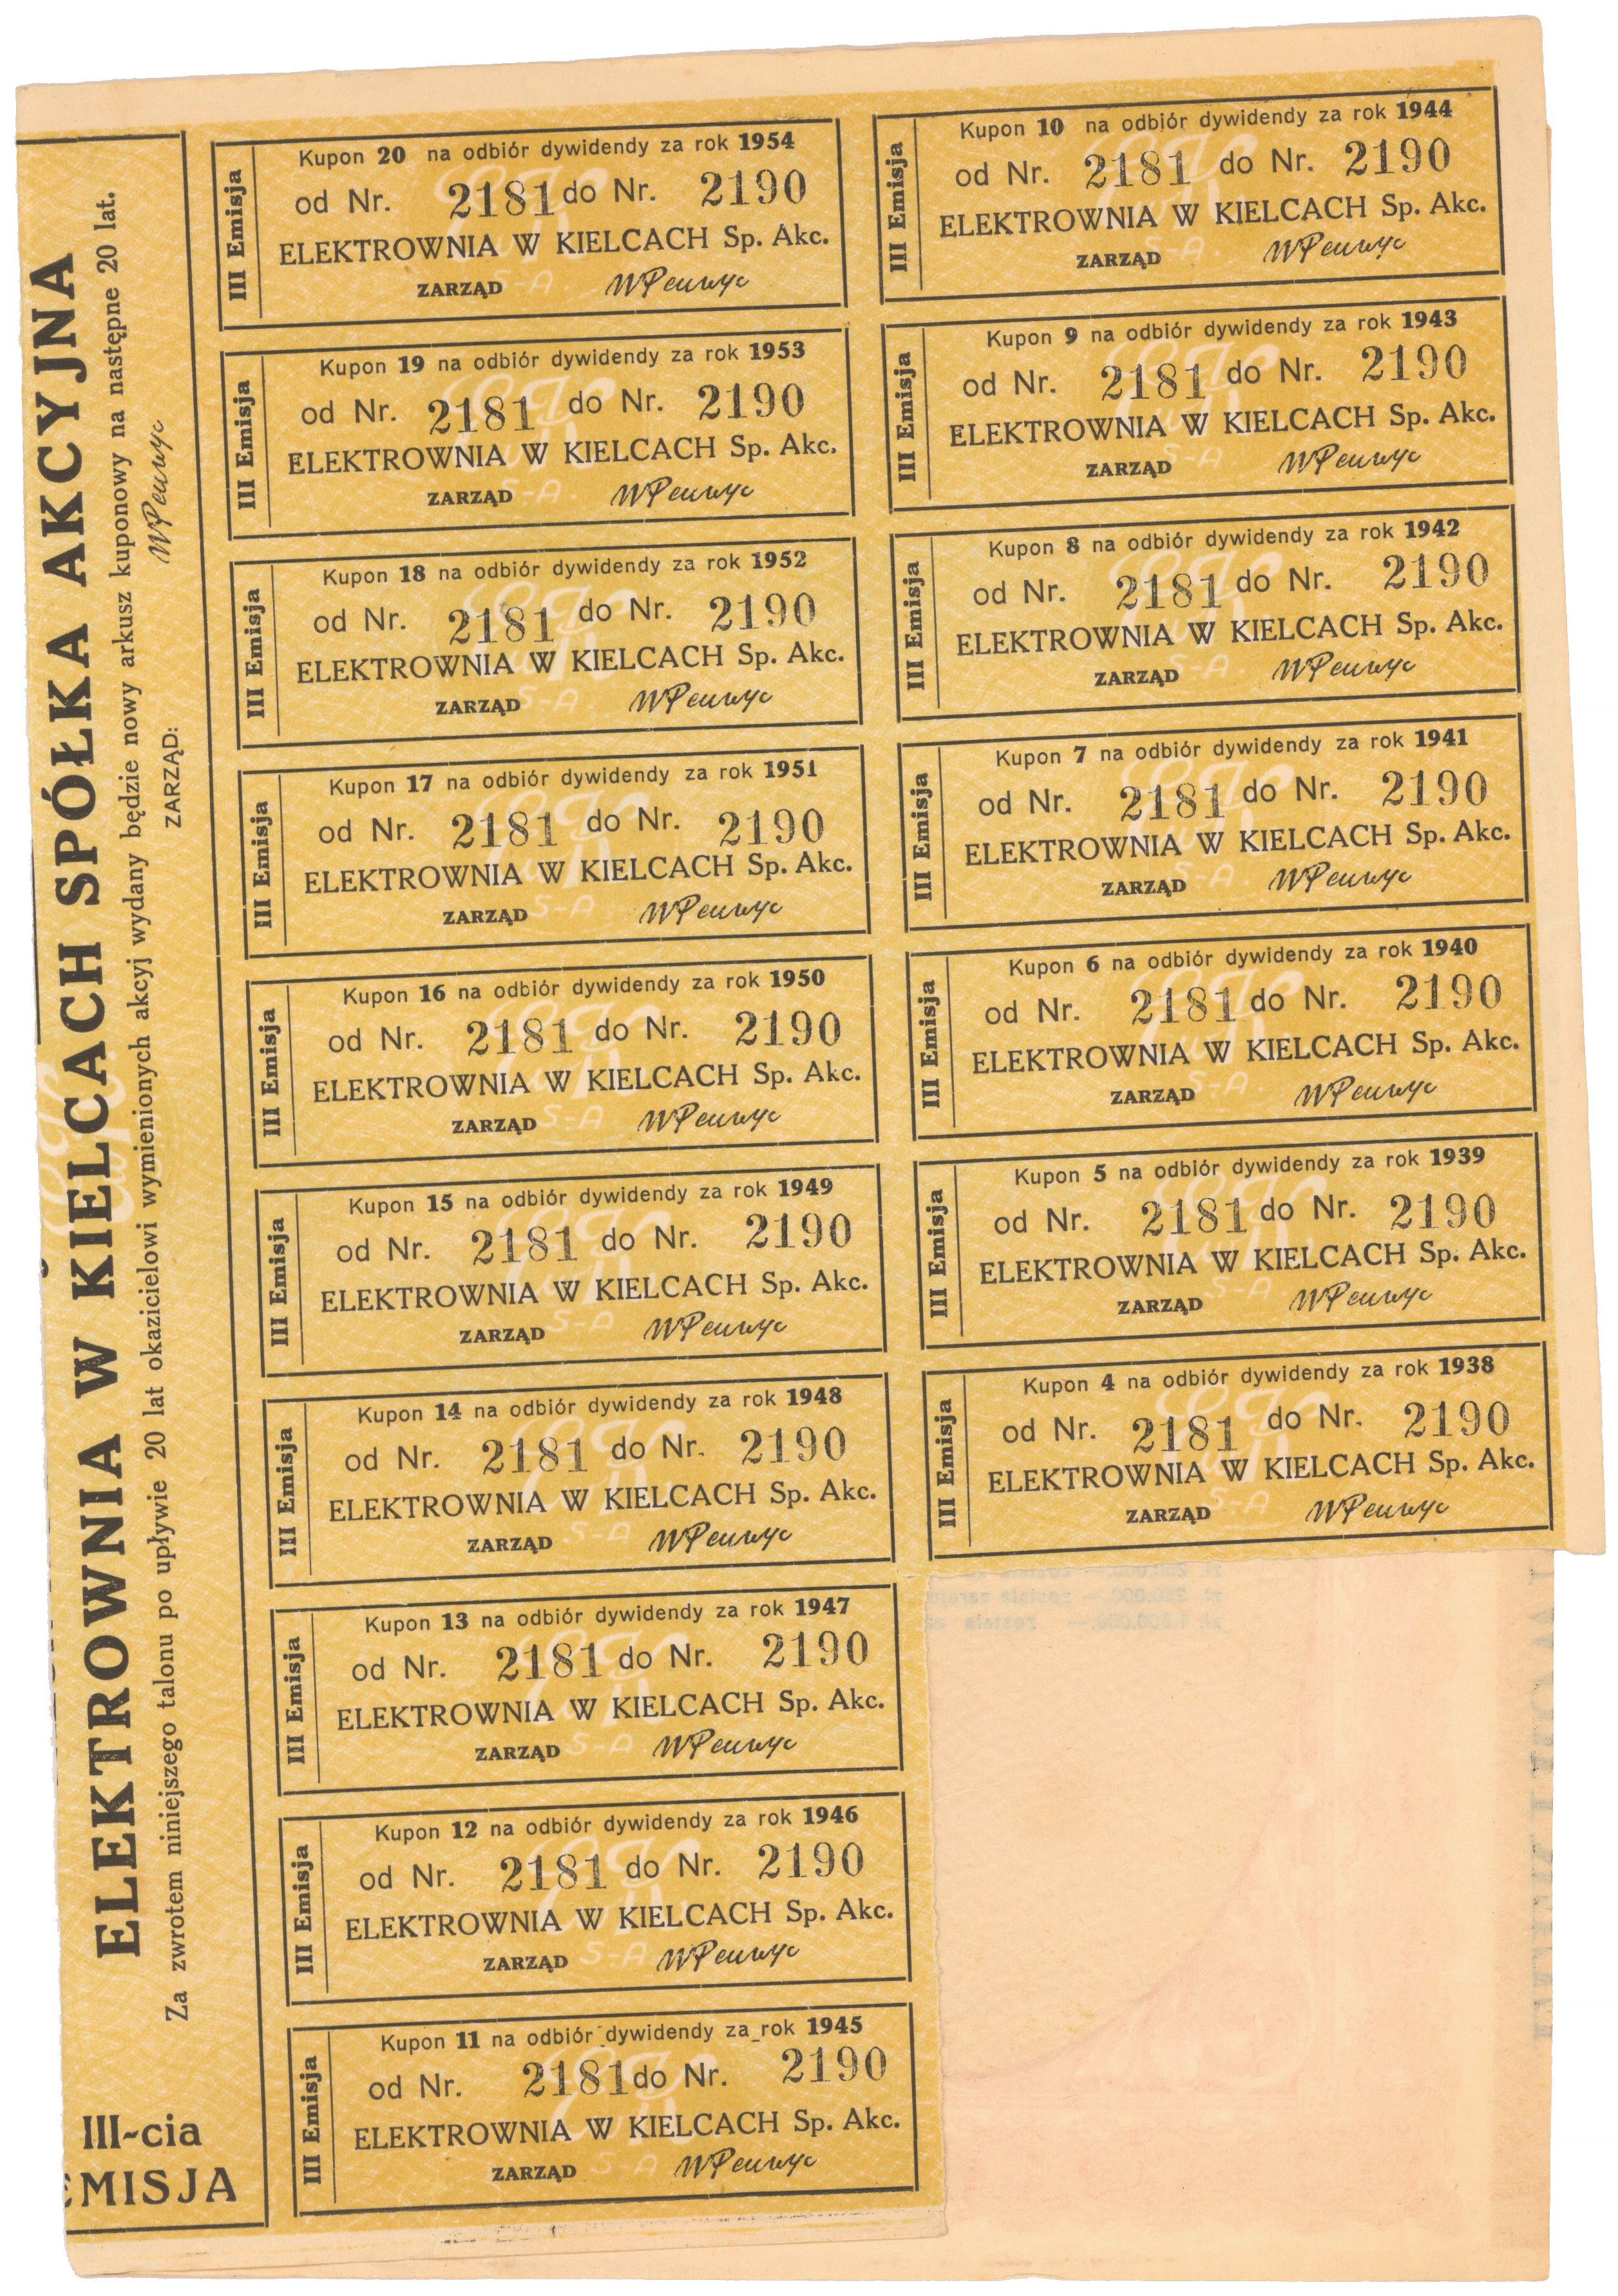 ELEKTROWNIA W KIELCACH SPÓŁKA AKCYJNA
Za zwrotem niniejszego talonu po upływie 20 lat okazicielowi wymienionych akcyj wydany będzie nowy arkusz kuponowy na następne 20 lat.
ZARZĄD:
III-cia
EMISJA
III Emisja
Kupon 20 na odbiór dywidendy za rok 1954
od Nr. 2181 do Nr. 2190
ELEKTROWNIA W KIELCACH Sp. Akc.
ZARZĄD
III Emisja
Kupon 19 na odbiór dywidendy za rok 1953
od Nr. 2181 do Nr. 2190
ELEKTROWNIA W KIELCACH Sp. Akc.
ZARZĄD
III Emisja
Kupon 18 na odbiór dywidendy za rok 1952
od Nr. 2181 do Nr. 2190
ELEKTROWNIA W KIELCACH Sp. Akc.
ZARZĄD
III Emisja
Kupon 17 na odbiór dywidendy za rok 1951
od Nr. 2181 do Nr. 2190
ELEKTROWNIA W KIELCACH Sp. Akc.
ZARZĄD
III Emisja
Kupon 16 na odbiór dywidendy za rok 1950
od Nr. 2181 do Nr. 2190
ELEKTROWNIA W KIELCACH Sp. Akc.
ZARZĄD
III Emisja
Kupon 15 na odbiór dywidendy za rok 1949
od Nr. 2181 do Nr. 2190
ELEKTROWNIA W KIELCACH Sp. Akc.
ZARZĄD
III Emisja
Kupon 14 na odbiór dywidendy za rok 1948
od Nr. 2181 do Nr. 2190
ELEKTROWNIA W KIELCACH Sp. Akc.
ZARZĄD
III Emisja
Kupon 13 na odbiór dywidendy za rok 1947
od Nr. 2181 do Nr. 2190
ELEKTROWNIA W KIELCACH Sp. Akc.
ZARZĄD
III Emisja
Kupon 12 na odbiór dywidendy za rok 1946
od Nr. 2181 do Nr. 2190
ELEKTROWNIA W KIELCACH Sp. Akc.
ZARZĄD
III Emisja
Kupon 11 na odbiór dywidendy za rok 1945
od Nr. 2181 do Nr. 2190
ELEKTROWNIA W KIELCACH Sp. Akc.
ZARZĄD
III Emisja
Kupon 10 na odbiór dywidendy za rok 1944
od Nr. 2181 do Nr. 2190
ELEKTROWNIA W KIELCACH Sp. Akc.
ZARZĄD
III Emisja
Kupon 9 na odbiór dywidendy za rok 1943
od Nr. 2181 do Nr. 2190
ELEKTROWNIA W KIELCACH Sp. Akc.
ZARZĄD
III Emisja
Kupon 8 na odbiór dywidendy za rok 1942
od Nr. 2181 do Nr. 2190
ELEKTROWNIA W KIELCACH Sp. Akc.
ZARZĄD
III Emisja
Kupon 7 na odbiór dywidendy za rok 1941
od Nr. 2181 do Nr. 2190
ELEKTROWNIA W KIELCACH Sp. Akc.
ZARZĄD
III Emisja
Kupon 6 na odbiór dywidendy za rok 1940
od Nr. 2181 do Nr. 2190
ELEKTROWNIA W KIELCACH Sp. Akc.
ZARZĄD
III Emisja
Kupon 5 na odbiór dywidendy za rok 1939
od Nr. 2181 do Nr. 2190
ELEKTROWNIA W KIELCACH Sp. Akc.
ZARZĄD
III Emisja
Kupon 4 na odbiór dywidendy za rok 1938
od Nr. 2181 do Nr. 2190
ELEKTROWNIA W KIELCACH Sp. Akc.
ZARZĄD